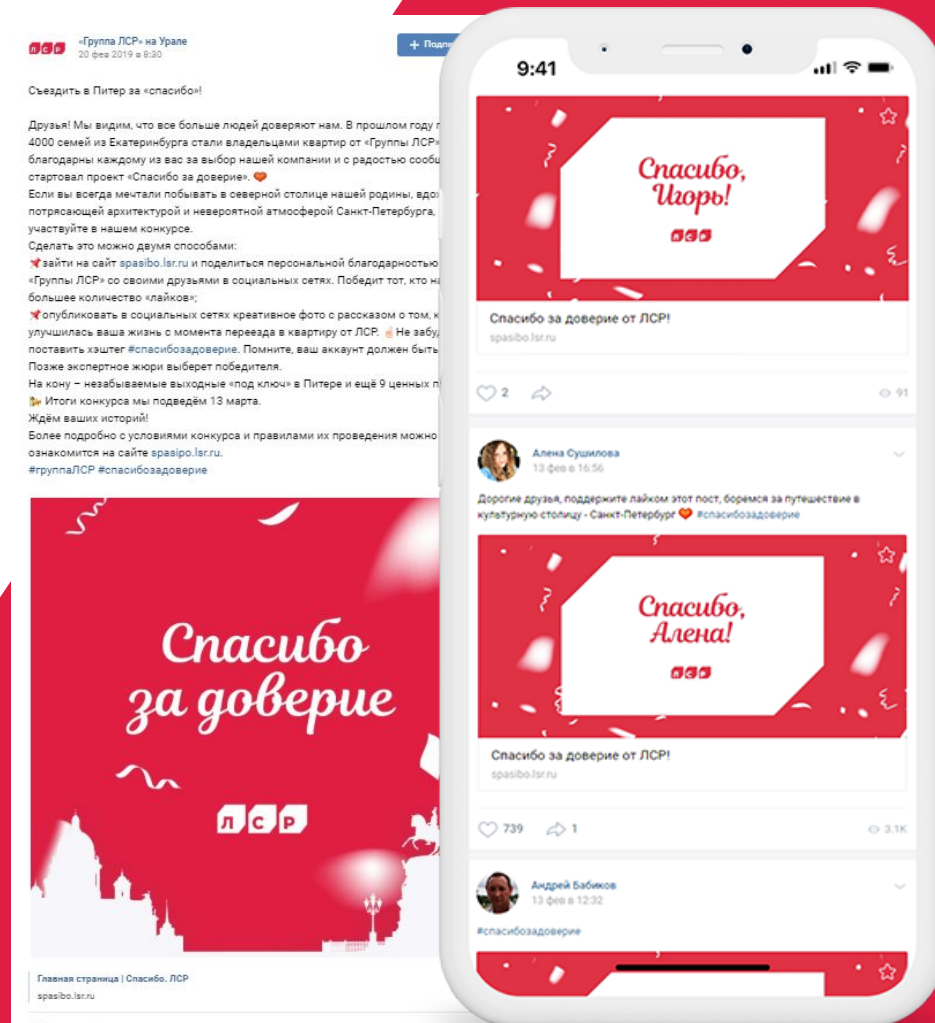 ЛСР
«Группа ЛСР» на Урале
20 фев 2019 в 8:30
Съездить в Питер за «спасибо»!
Друзья! Мы видим, что все больше людей доверяют нам. В прошлом году
4000 семей из Екатеринбурга стали владельцами квартир от «Группы ЛСР»
благодарны каждому из вас за выбор нашей компании и с радостью
стартовал проект «Спасибо за доверие».
Если вы всегда мечтали побывать в северной столице нашей родины,
потрясающей архитектурой и невероятной атмосферой Санкт-Петербурга,
участвуйте в нашем конкурсе.
Сделать это можно двумя способами:
зайти на сайт spasibo.lsr.ru и поделиться персональной благодарностью
«Группы ЛСР» со своими друзьями в социальных сетях. Победит тот, кто
большее количество «лайков»;
опубликовать в социальных сетях креативное фото с рассказом о том,
улучшилась ваша жизнь с момента переезда в квартиру от ЛСР. Не
поставить хэштег #спасибозадоверие. Помните, ваш аккаунт должен быть
Позже экспертное жюри выберет победителя.
На кону – незабываемые выходные «под ключ» в Питере и ещё 9 ценных
Итоги конкурса мы подведём 13 марта.
Ждём ваших историй!
Более подробно с условиями конкурса и правилами их проведения можно
ознакомится на сайте spasipo.lsr.ru.
#группаЛСР #спасибозадоверие
Спасибо
за доверие
ЛСР
Главная страница | Спасибо. ЛСР
spasibo.lsr.ru
9:41
Спасибо,
Игорь!
ЛСР
Спасибо за доверие от ЛСР!
spasibo.lsr.ru
2
91
Алена Сушилова
13 фев в 16:56
Дорогие друзья, поддержите лайком этот пост, боремся за путешествие в
культурную столицу - Санкт-Петербург #спасибозадоверие
Спасибо,
Алена!
ЛСР
Спасибо за доверие от ЛСР!
spasibo.lsr.ru
739 1
3.1K
Андрей Бабиков
13 фев в 12:32
#спасибозадоверие